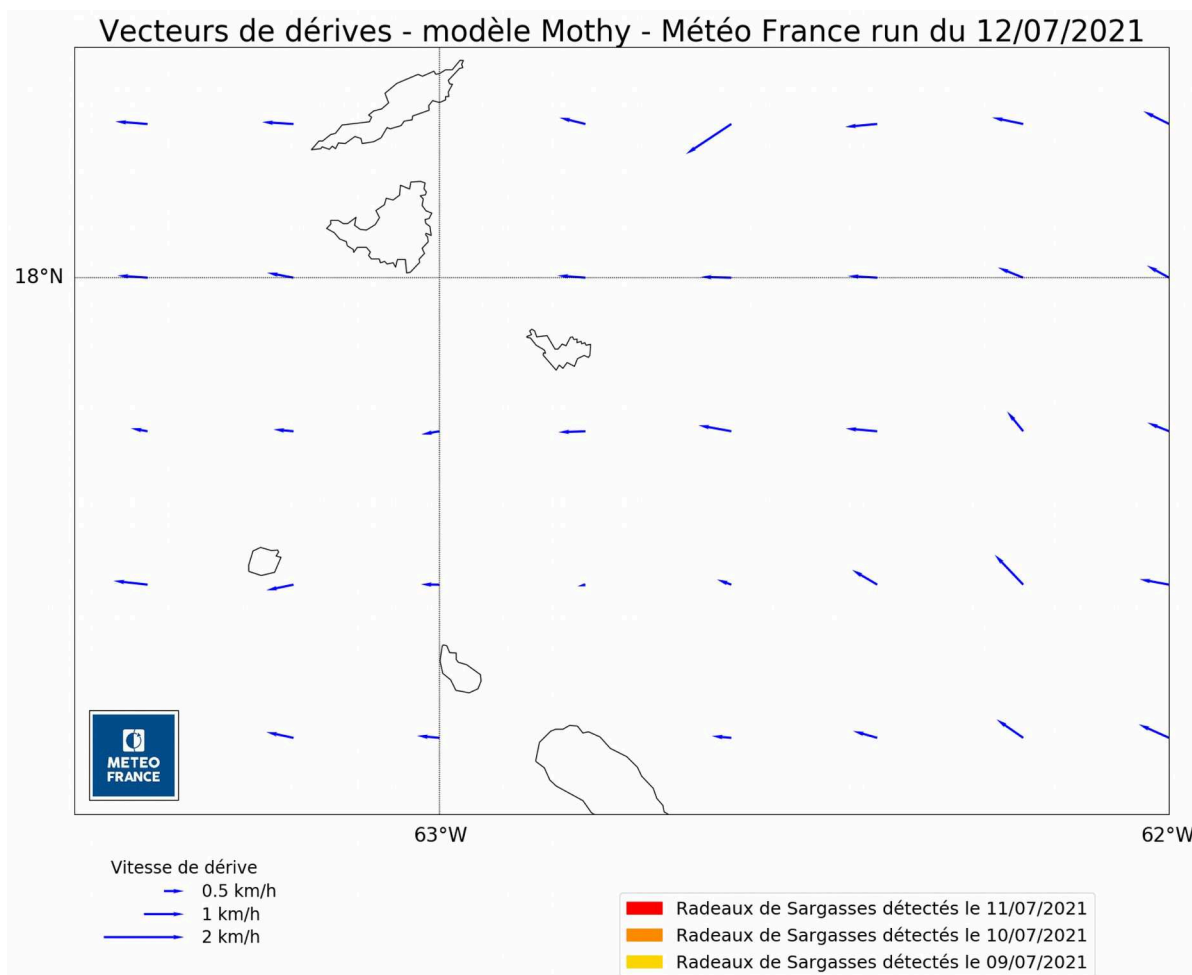 Vecteurs de dérives - modèle Mothy - Météo France run du 12/07/2021
18°N
METEO
FRANCE
63°W
62°W
Vitesse de dérive
0.5 km/h
1 km/h
2 km/h
Radeaux de Sargasses détectés le 11/07/2021
Radeaux de Sargasses détectés le 10/07/2021
Radeaux de Sargasses détectés le 09/07/2021